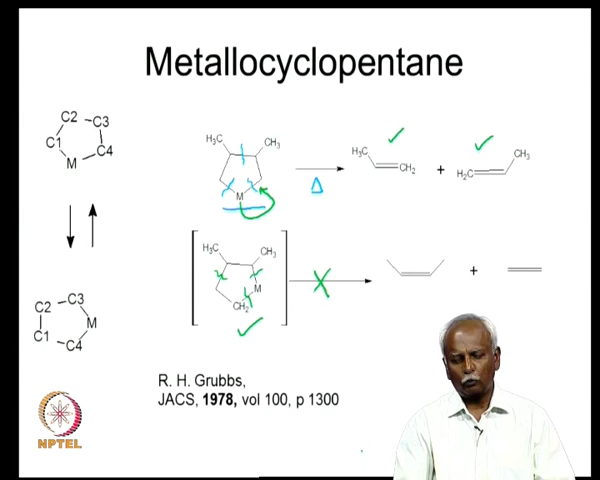 Metallocyclopentane
C2 C3
C1 C4
M
H₃C CH₃
M
Δ
H₃C CH₂
+
H₂C CH₃
H₃C CH₃
M
CH₂
+
C2 C3
C1 C4
M
R. H. Grubbs,
JACS, 1978, vol 100, p 1300
NPTEL